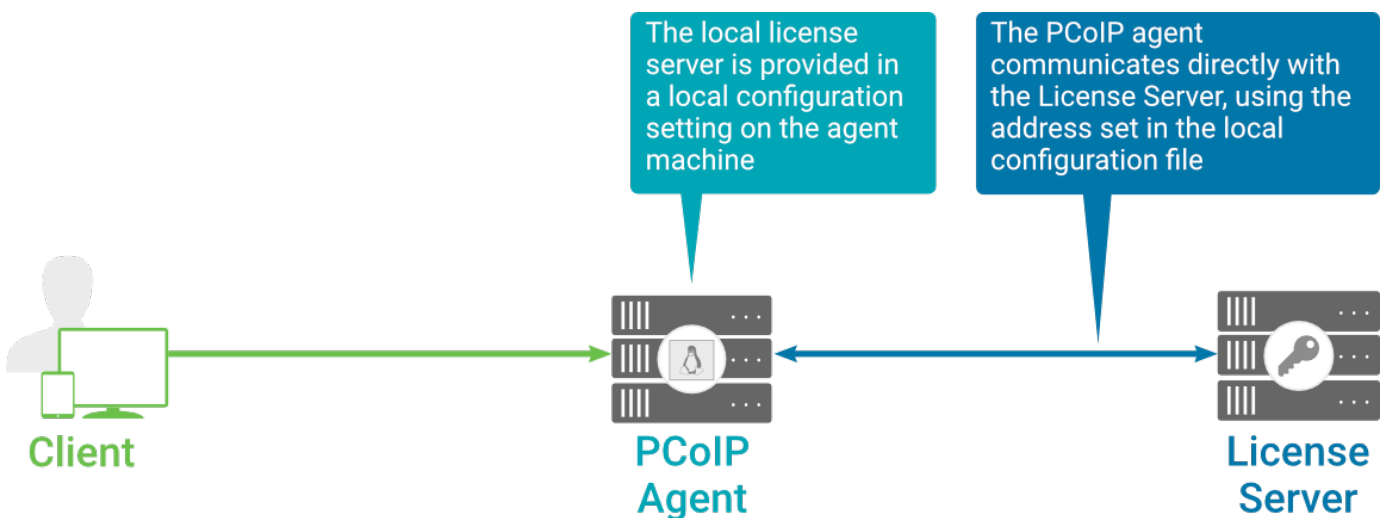 The local license
server is provided in
a local configuration
setting on the agent
machine
The PCoIP agent
communicates directly with
the License Server, using the
address set in the local
configuration file
Client
PCoIP
Agent
License
Server